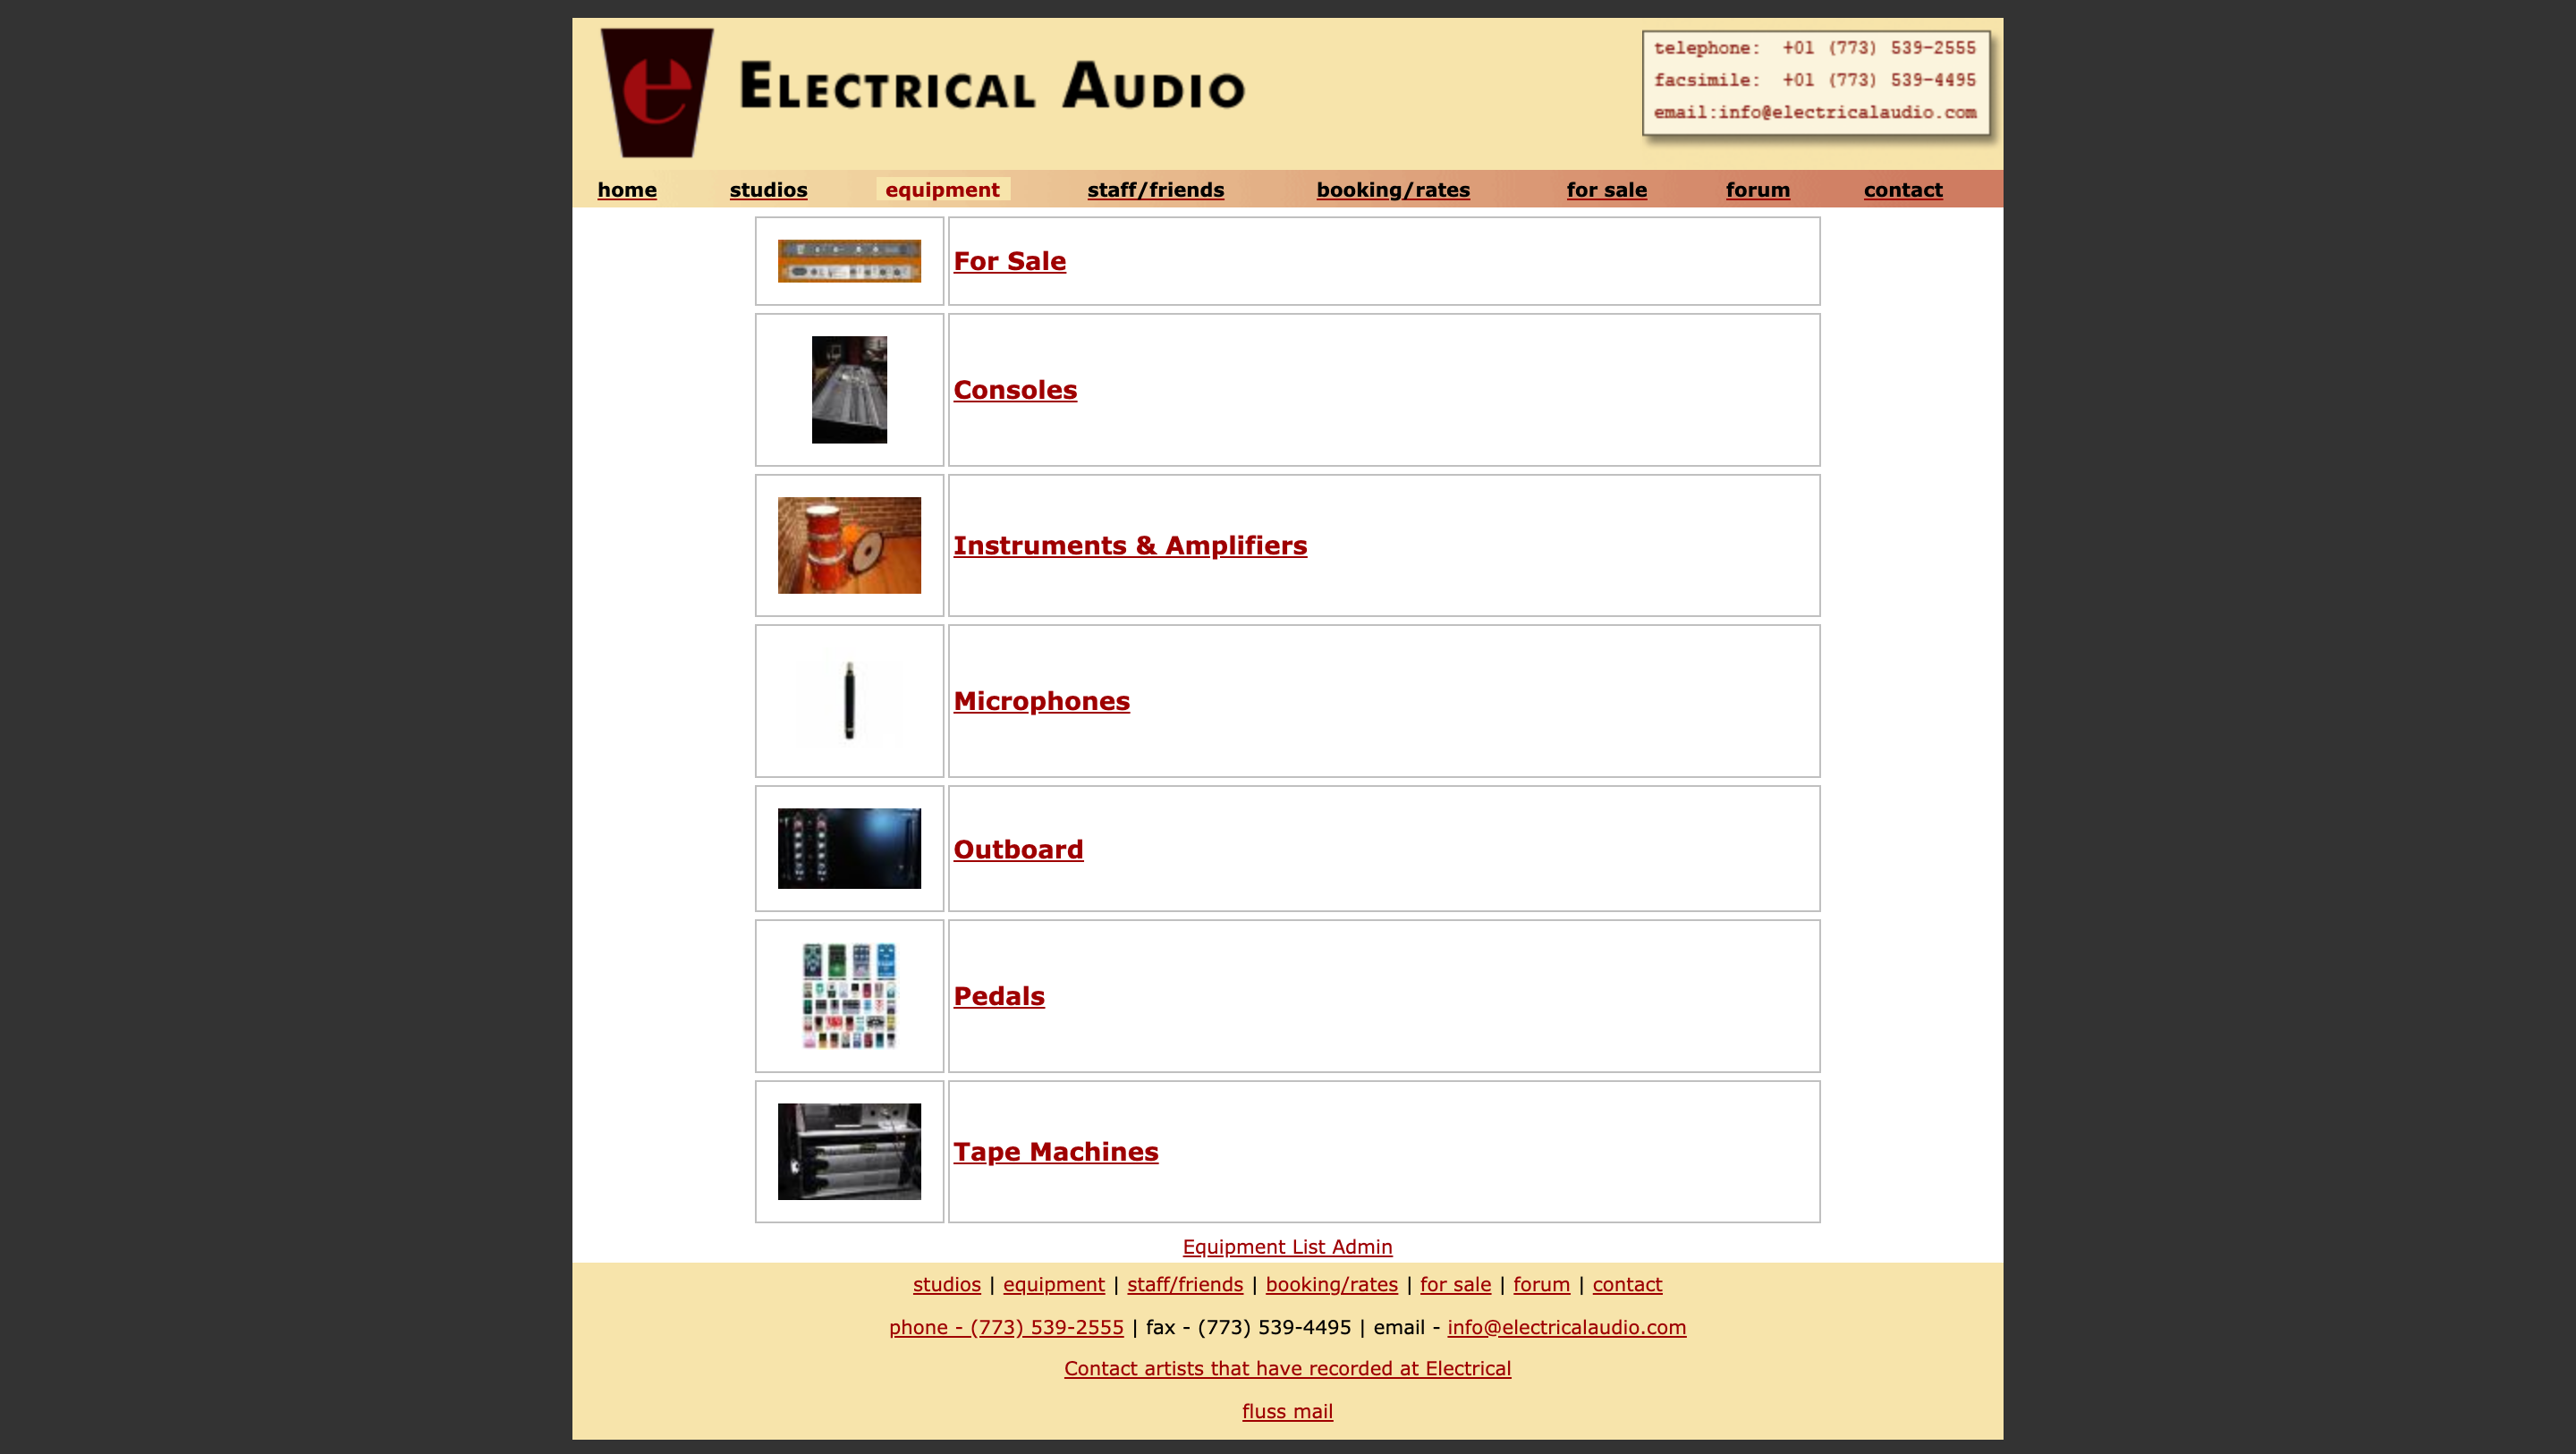 e ELECTRICAL AUDIO
telephone: +01 (773) 539-2555
facsimile: +01 (773) 539-4495
email:info@electricalaudio.com
home studios equipment staff/friends booking/rates for sale forum contact
For Sale
Consoles
Instruments & Amplifiers
Microphones
Outboard
Pedals
Tape Machines
Equipment List Admin
studios | equipment | staff/friends | booking/rates | for sale | forum | contact
phone - (773) 539-2555 | fax - (773) 539-4495 | email - info@electricalaudio.com
Contact artists that have recorded at Electrical
fluss mail